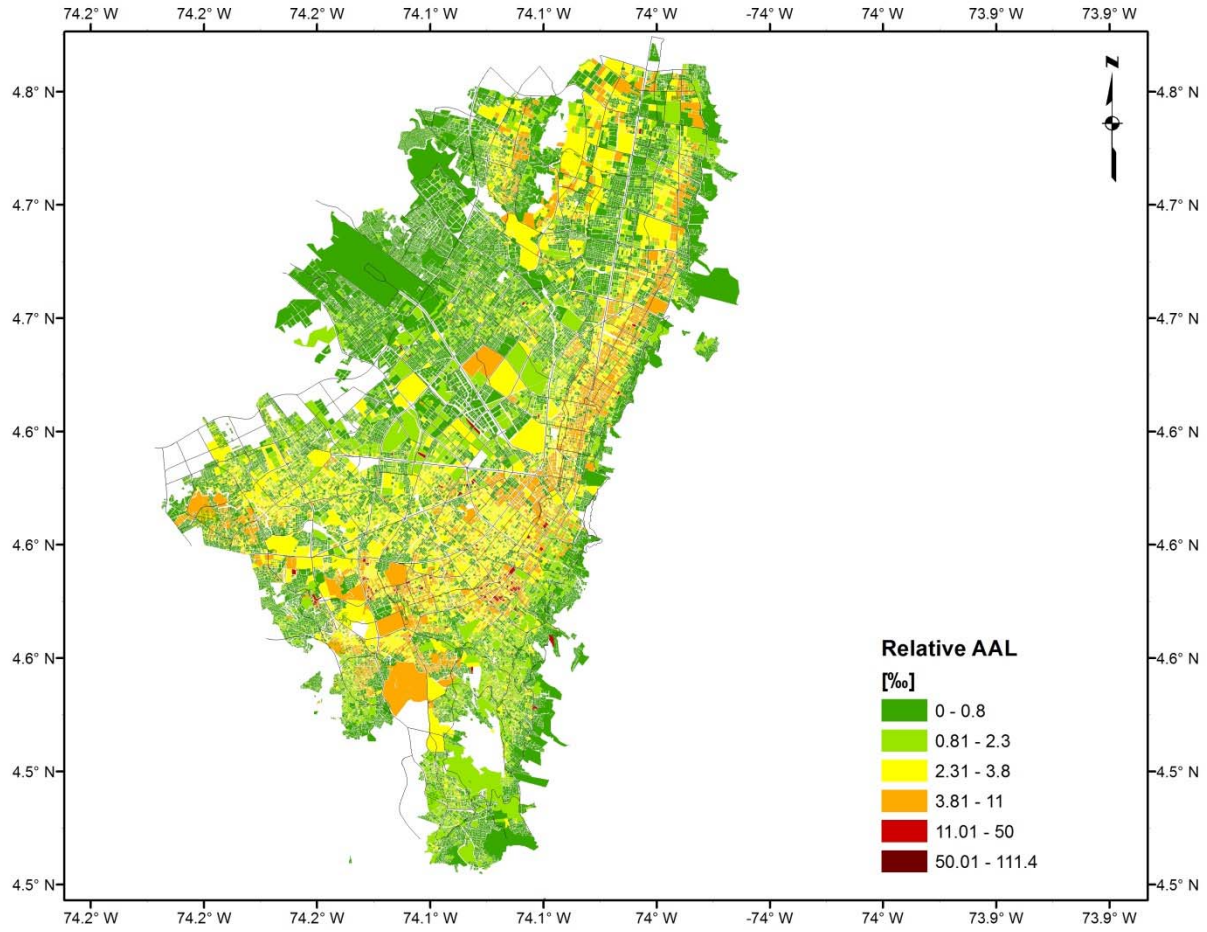 74.2° W 74.2° W 74.2° W 74.1° W 74.1° W 74° W -74° W 74° W 73.9° W 73.9° W
N
4.8° N 4.8° N
4.7° N 4.7° N
4.7° N 4.7° N
4.6° N 4.6° N
4.6° N 4.6° N
4.6° N 4.6° N
Relative AAL
[‰]
0 - 0.8
0.81 - 2.3
2.31 - 3.8
3.81 - 11
11.01 - 50
50.01 - 111.4
4.5° N 4.5° N
4.5° N 4.5° N
74.2° W 74.2° W 74.2° W 74.1° W 74.1° W 74° W -74° W 74° W 73.9° W 73.9° W